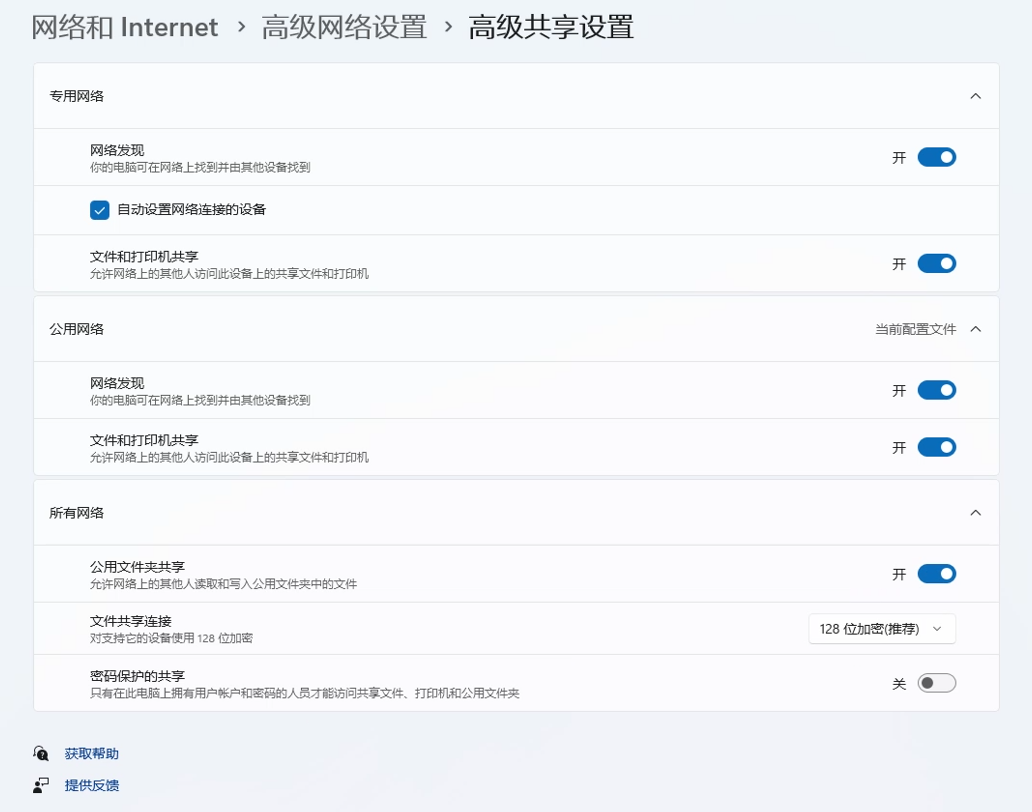 网络和 Internet › 高级网络设置 › 高级共享设置
专用网络
网络发现
你的电脑可在网络上找到并由其他设备找到
开
自动设置网络连接的设备
文件和打印机共享
允许网络上的其他人访问此设备上的共享文件和打印机
开
公用网络
当前配置文件
网络发现
你的电脑可在网络上找到并由其他设备找到
开
文件和打印机共享
允许网络上的其他人访问此设备上的共享文件和打印机
开
所有网络
公用文件夹共享
允许网络上的其他人读取和写入公用文件夹中的文件
开
文件共享连接
对支持它的设备使用 128 位加密
128 位加密(推荐)
密码保护的共享
只有在此电脑上拥有用户帐户和密码的人员才能访问共享文件、打印机和公用文件夹
关
获取帮助
提供反馈